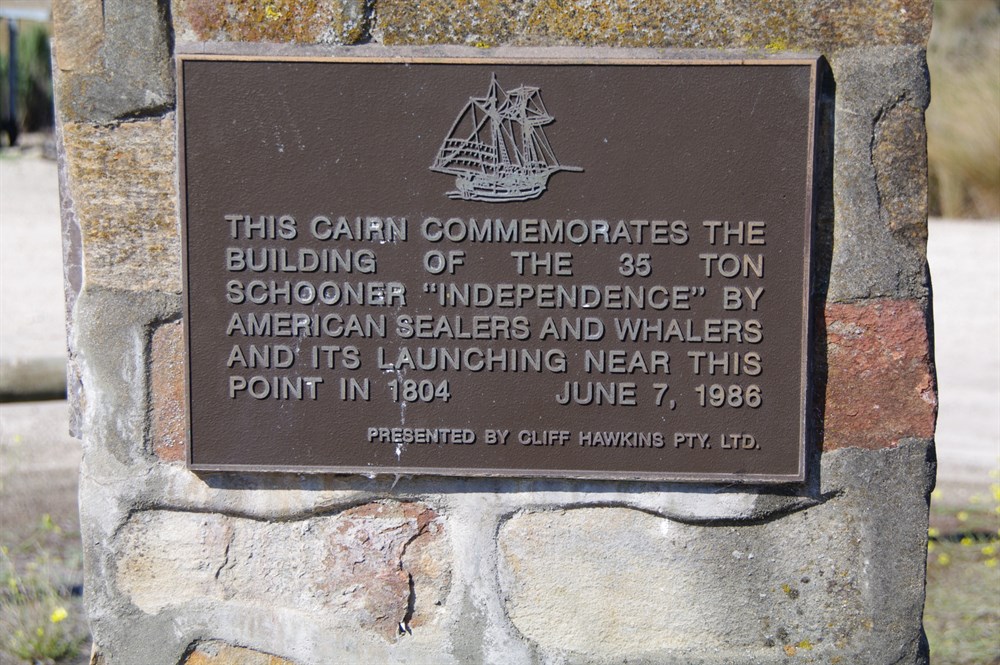 THIS CAIRN COMMEMORATES THE
BUILDING OF THE 35 TON
SCHOONER "INDEPENDENCE" BY
AMERICAN SEALERS AND WHALERS
AND ITS LAUNCHING NEAR THIS
POINT IN 1804 JUNE 7, 1986
PRESENTED BY CLIFF HAWKINS PTY. LTD.